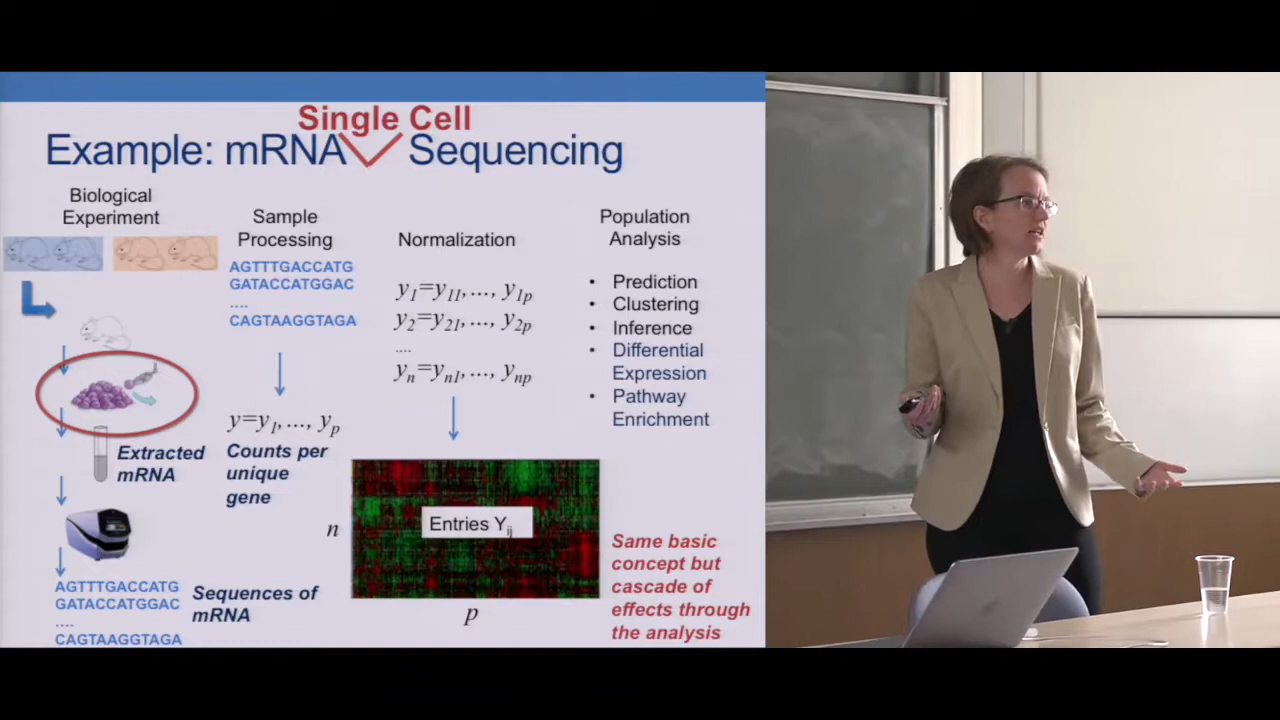 Single Cell
Example: mRNA Sequencing
Biological
Experiment
Extracted
mRNA
AGTTTGACCATG
GATACCATGGAC
....
CAGTAAGGTAGA
Sequences of
mRNA
Sample
Processing
AGTTTGACCATG
GATACCATGGAC
....
CAGTAAGGTAGA
y=y1,..., yp
Counts per
unique
gene
Normalization
y1=y11,..., y1p
y2=y21,..., y2p
....
yn=yn1,..., ynp
n
Entries Yij
p
Population
Analysis
• Prediction
• Clustering
• Inference
• Differential
Expression
• Pathway
Enrichment
Same basic
concept but
cascade of
effects through
the analysis